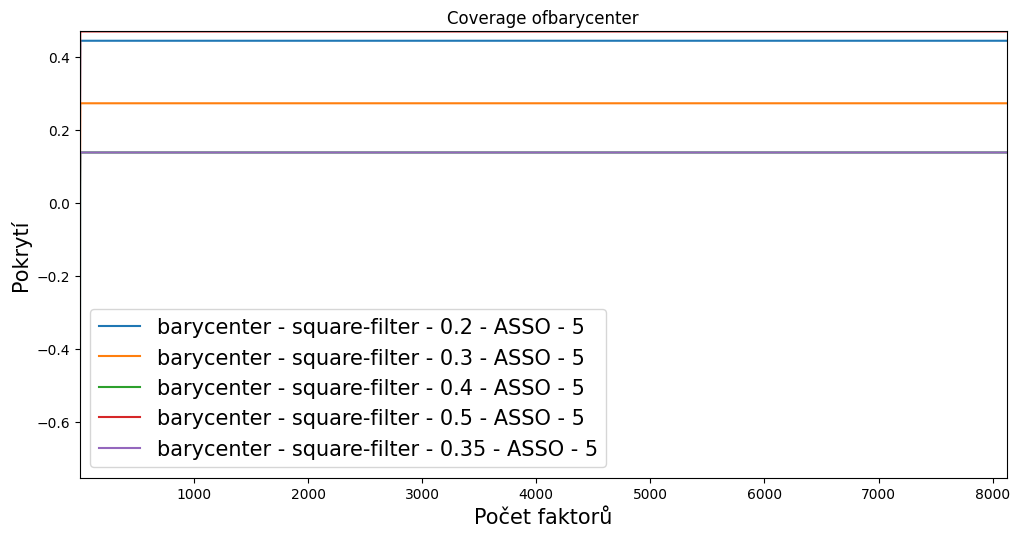 Coverage ofbarycenter
Pokrytí
0.4
0.2
0.0
−0.2
−0.4
−0.6
barycenter - square-filter - 0.2 - ASSO - 5
barycenter - square-filter - 0.3 - ASSO - 5
barycenter - square-filter - 0.4 - ASSO - 5
barycenter - square-filter - 0.5 - ASSO - 5
barycenter - square-filter - 0.35 - ASSO - 5
1000 2000 3000 4000 5000 6000 7000 8000
Počet faktorů